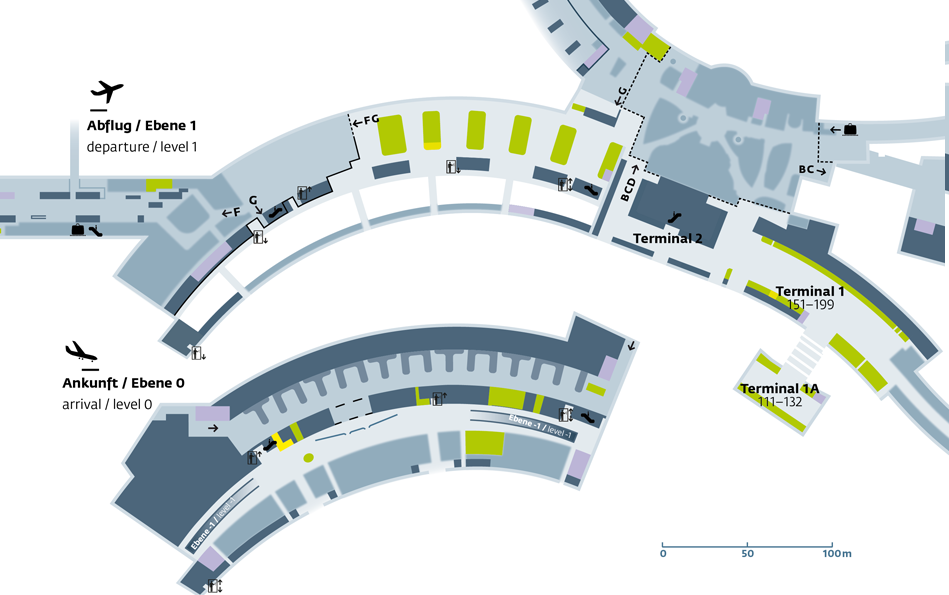 Abflug / Ebene 1
departure / level 1
FG
G
F
G
BCD
BC
Terminal 2
Terminal 1
151–199
Terminal 1A
111–132
Ankunft / Ebene 0
arrival / level 0
Ebene -1 / level -1
Ebene -1 / level -1
0 50 100 m